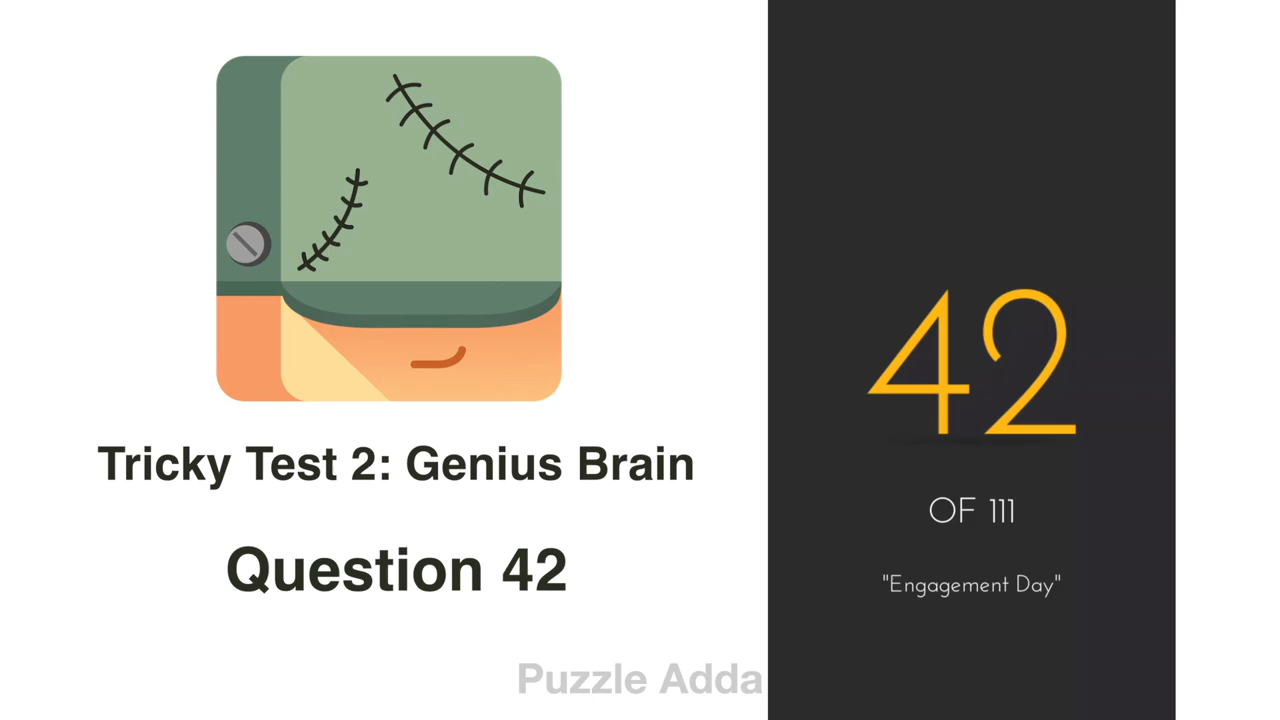 Tricky Test 2: Genius Brain
Question 42
Puzzle Adda
42
OF 111
"Engagement Day"